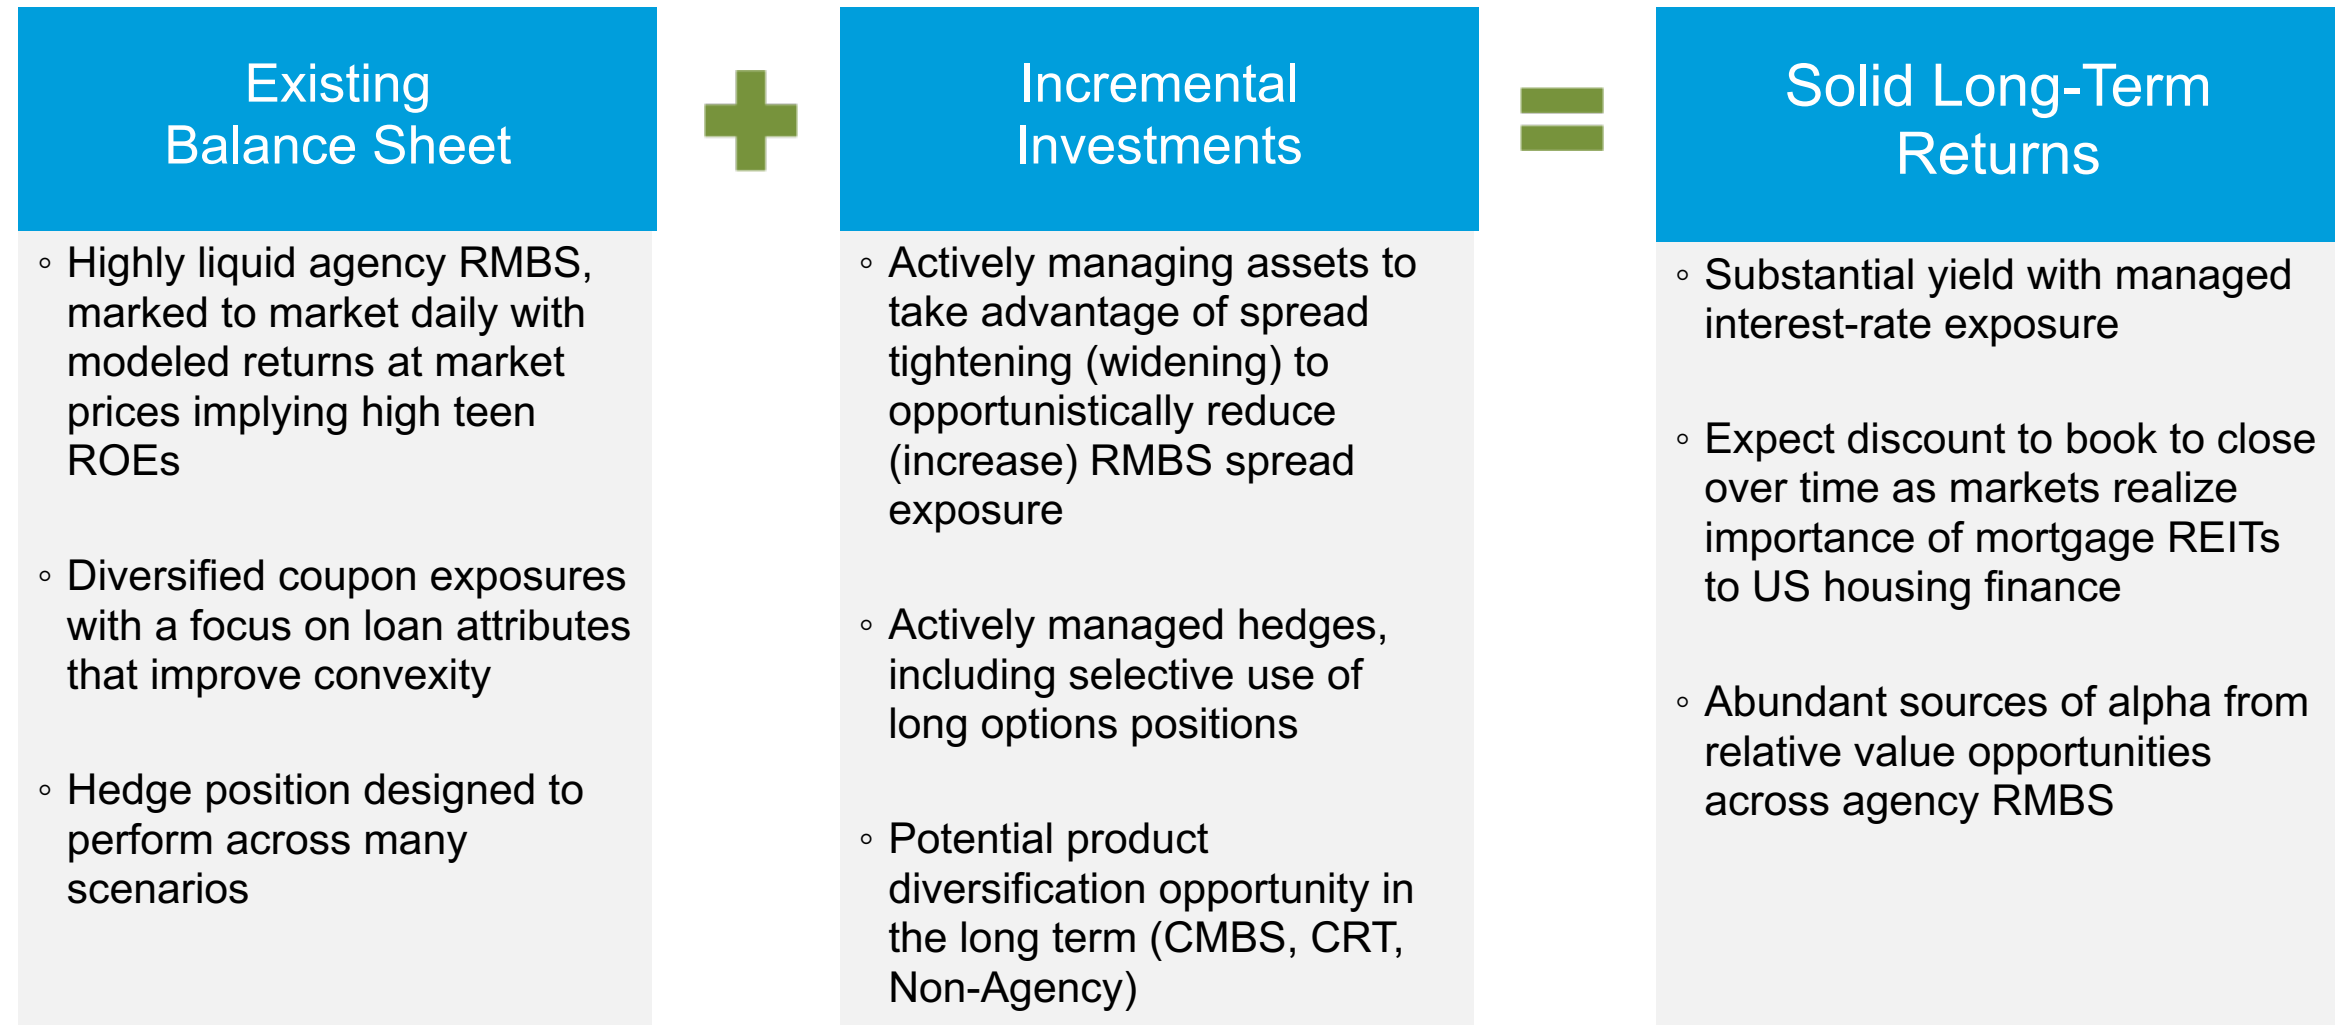 Existing
Balance Sheet
◦ Highly liquid agency RMBS,
marked to market daily with
modeled returns at market
prices implying high teen
ROEs
◦ Diversified coupon exposures
with a focus on loan attributes
that improve convexity
◦ Hedge position designed to
perform across many
scenarios
Incremental
Investments
◦ Actively managing assets to
take advantage of spread
tightening (widening) to
opportunistically reduce
(increase) RMBS spread
exposure
◦ Actively managed hedges,
including selective use of
long options positions
◦ Potential product
diversification opportunity in
the long term (CMBS, CRT,
Non-Agency)
Solid Long-Term
Returns
◦ Substantial yield with managed
interest-rate exposure
◦ Expect discount to book to close
over time as markets realize
importance of mortgage REITs
to US housing finance
◦ Abundant sources of alpha from
relative value opportunities
across agency RMBS